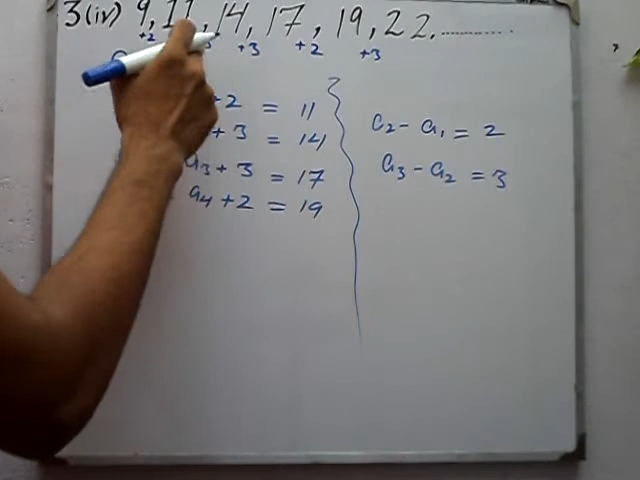 3(iv) 9, 11, 14, 17, 19, 22, ............
+2 3 +3 +2 +3
+2 = 11
+3 = 14
a3 + 3 = 17
a4 + 2 = 19
a2 - a1 = 2
a3 - a2 = 3